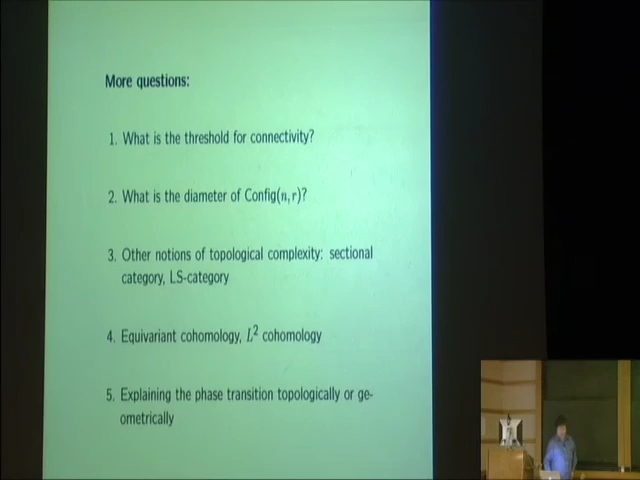 More questions:
1. What is the threshold for connectivity?
2. What is the diameter of Config(n,r)?
3. Other notions of topological complexity: sectional
category, LS-category
4. Equivariant cohomology, L² cohomology
5. Explaining the phase transition topologically or ge-
ometrically